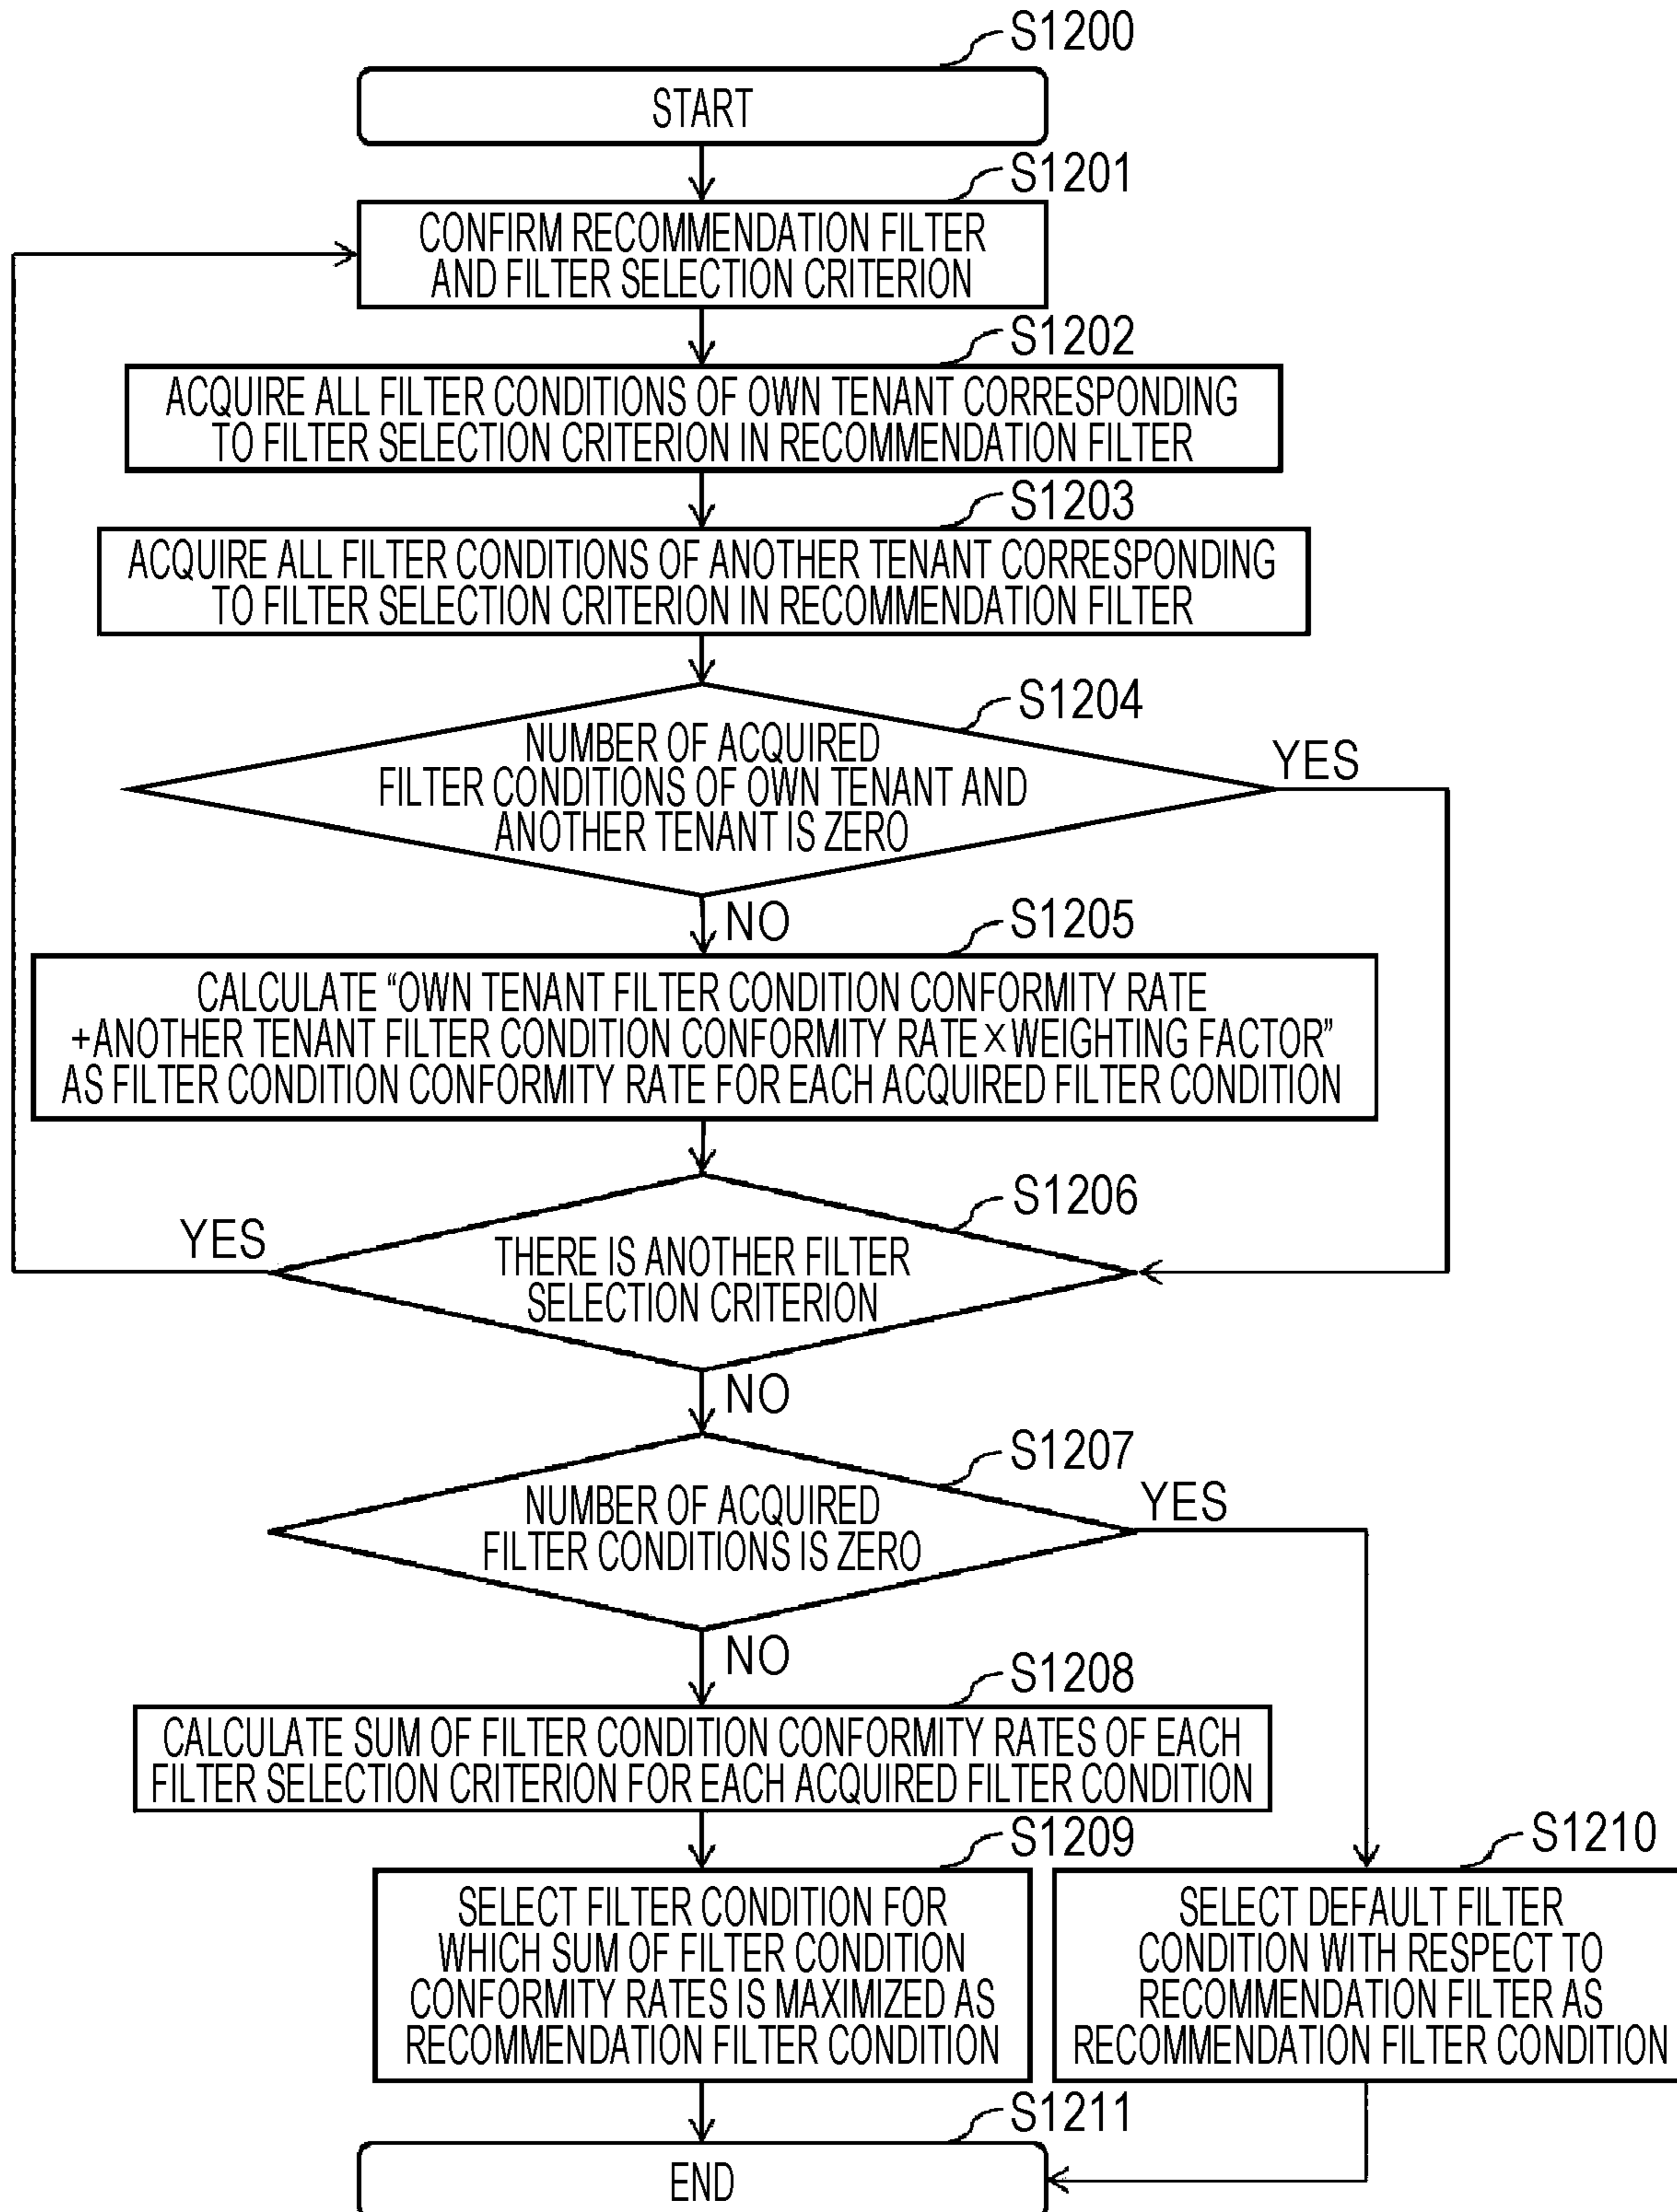 S1200
START
S1201
CONFIRM RECOMMENDATION FILTER
AND FILTER SELECTION CRITERION
S1202
ACQUIRE ALL FILTER CONDITIONS OF OWN TENANT CORRESPONDING
TO FILTER SELECTION CRITERION IN RECOMMENDATION FILTER
S1203
ACQUIRE ALL FILTER CONDITIONS OF ANOTHER TENANT CORRESPONDING
TO FILTER SELECTION CRITERION IN RECOMMENDATION FILTER
S1204
NUMBER OF ACQUIRED
FILTER CONDITIONS OF OWN TENANT AND
ANOTHER TENANT IS ZERO
YES
NO
S1205
CALCULATE “OWN TENANT FILTER CONDITION CONFORMITY RATE
+ANOTHER TENANT FILTER CONDITION CONFORMITY RATE×WEIGHTING FACTOR”
AS FILTER CONDITION CONFORMITY RATE FOR EACH ACQUIRED FILTER CONDITION
S1206
YES
THERE IS ANOTHER FILTER
SELECTION CRITERION
NO
S1207
NUMBER OF ACQUIRED
FILTER CONDITIONS IS ZERO
YES
NO
S1208
CALCULATE SUM OF FILTER CONDITION CONFORMITY RATES OF EACH
FILTER SELECTION CRITERION FOR EACH ACQUIRED FILTER CONDITION
S1209
SELECT FILTER CONDITION FOR
WHICH SUM OF FILTER CONDITION
CONFORMITY RATES IS MAXIMIZED AS
RECOMMENDATION FILTER CONDITION
S1210
SELECT DEFAULT FILTER
CONDITION WITH RESPECT TO
RECOMMENDATION FILTER AS
RECOMMENDATION FILTER CONDITION
S1211
END